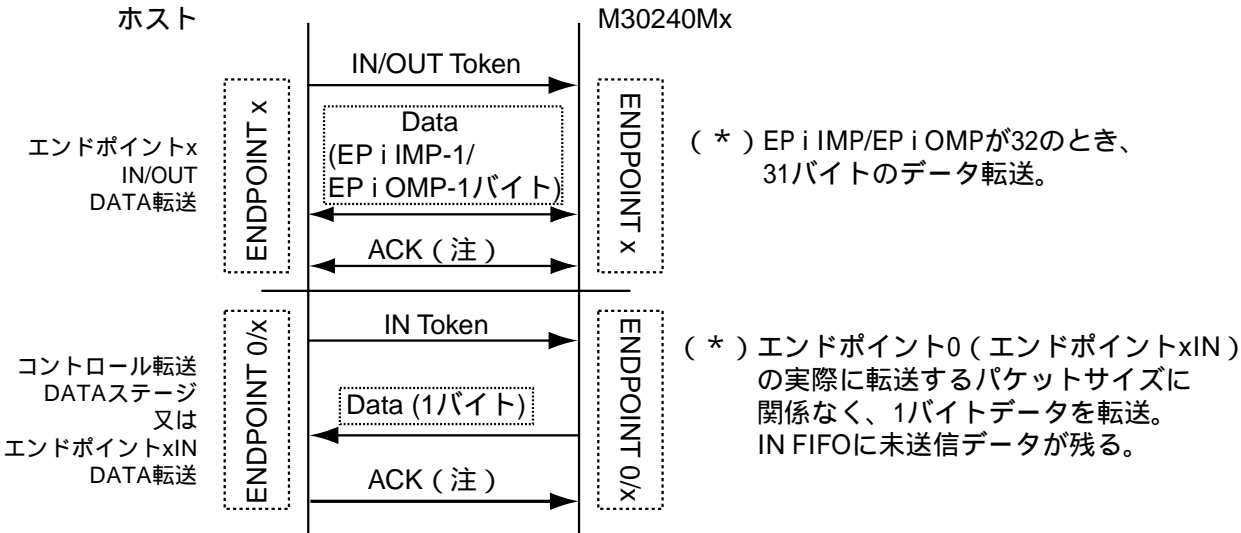 ホスト
M30240Mx
IN/OUT Token
ENDPOINT x
ENDPOINT x
エンドポイントx
IN/OUT
DATA転送
Data
(EP i IMP-1/
EP i OMP-1バイト)
ACK（注）
（＊）EP i IMP/EP i OMPが32のとき、
31バイトのデータ転送。
IN Token
ENDPOINT 0/x
ENDPOINT 0/x
コントロール転送
DATAステージ
又は
エンドポイントxIN
DATA転送
Data (1バイト)
ACK（注）
（＊）エンドポイント0（エンドポイントxIN）
の実際に転送するパケットサイズに
関係なく、1バイトデータを転送。
IN FIFOに未送信データが残る。